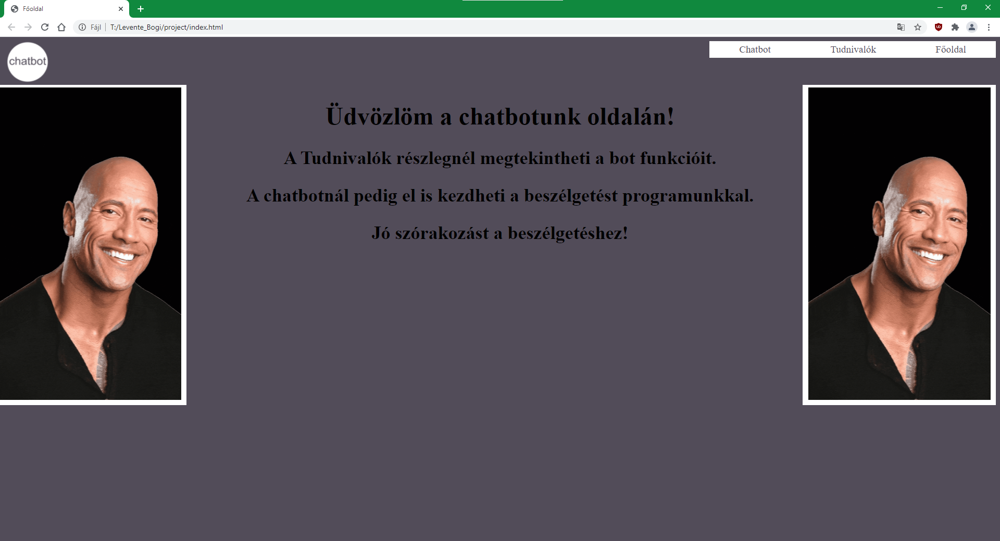 Főoldal
Fájl
T:/Levente_Bogi/project/index.html
chatbot
Chatbot Tudnivalók Főoldal
Üdvözlöm a chatbotunk oldalán!
A Tudnivalók részlegnél megtekintheti a bot funkcióit.
A chatbotnál pedig el is kezdheti a beszélgetést programunkkal.
Jó szórakozást a beszélgetéshez!